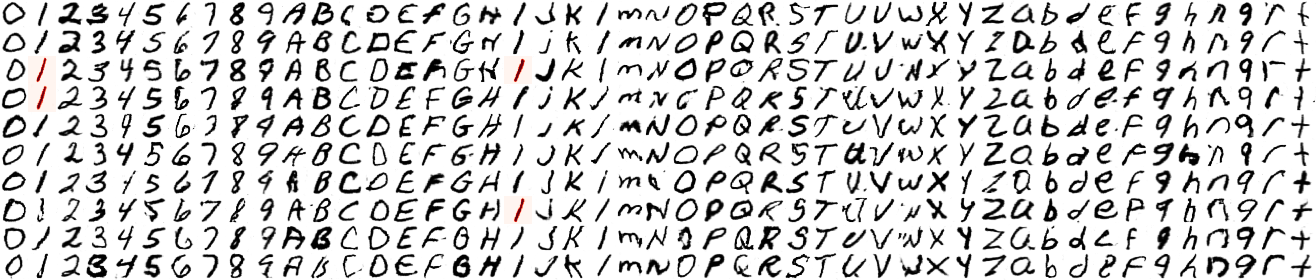 0 1 2 3 4 5 6 7 8 9 A B C D E F G H I J K l m N O P Q R S T U V W X Y Z a b d e f g h n q r t
0 1 2 3 4 5 6 7 8 9 A B C D E F G H I j K l m N O P Q R S T U V W X Y Z a b d e f g h n q r t
0 1 2 3 4 5 6 7 8 9 A B C D E F G H I J K l m N O P Q R S T U V W X Y Z a b d e f g h n q r t
0 1 2 3 4 5 6 7 8 9 A B C D E F G H I j K l m N O P Q R S T U V W X Y Z a b d e f g h n q r t
0 1 2 3 4 5 6 7 8 9 A B C D E F G H I J K l m N O P Q R S T U V W X Y Z a b d e f g h n q r t
0 1 2 3 4 5 6 7 8 9 A B C D E F G H I J K l m N O P Q R S T U V W X Y Z a b d e f g h n q r t
0 1 2 3 4 5 6 7 8 9 A B C D E F G H I J K l m N O P Q R S T U V W X Y Z a b d e f g h n q r t
0 1 2 3 4 5 6 7 8 9 A B C D E F G H I J K l m N O P Q R S T U V W X Y Z a b d e f g h n q r t
0 1 2 3 4 5 6 7 8 9 A B C D E F G H I J K l m N O P Q R S T U V W X Y Z a b d e f g h n q r t
0 1 2 3 4 5 6 7 8 9 A B C D E F G H I J K l m N O P Q R S T U V W X Y Z a b d e f g h n q r t